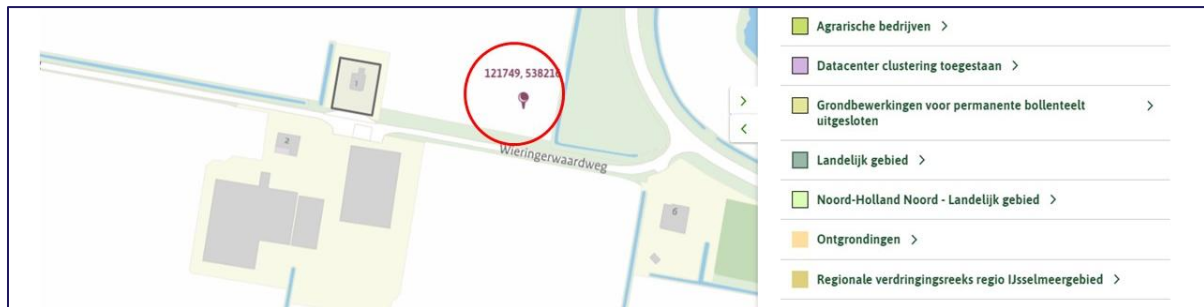 121749, 538216
1
2
Wieringerwaardweg
6
Agrarische bedrijven
Datacenter clustering toegestaan
Grondbewerkingen voor permanente bollenteelt
uitgesloten
Landelijk gebied
Noord-Holland Noord - Landelijk gebied
Ontgrondingen
Regionale verdringingsreeks regio IJsselmeergebied